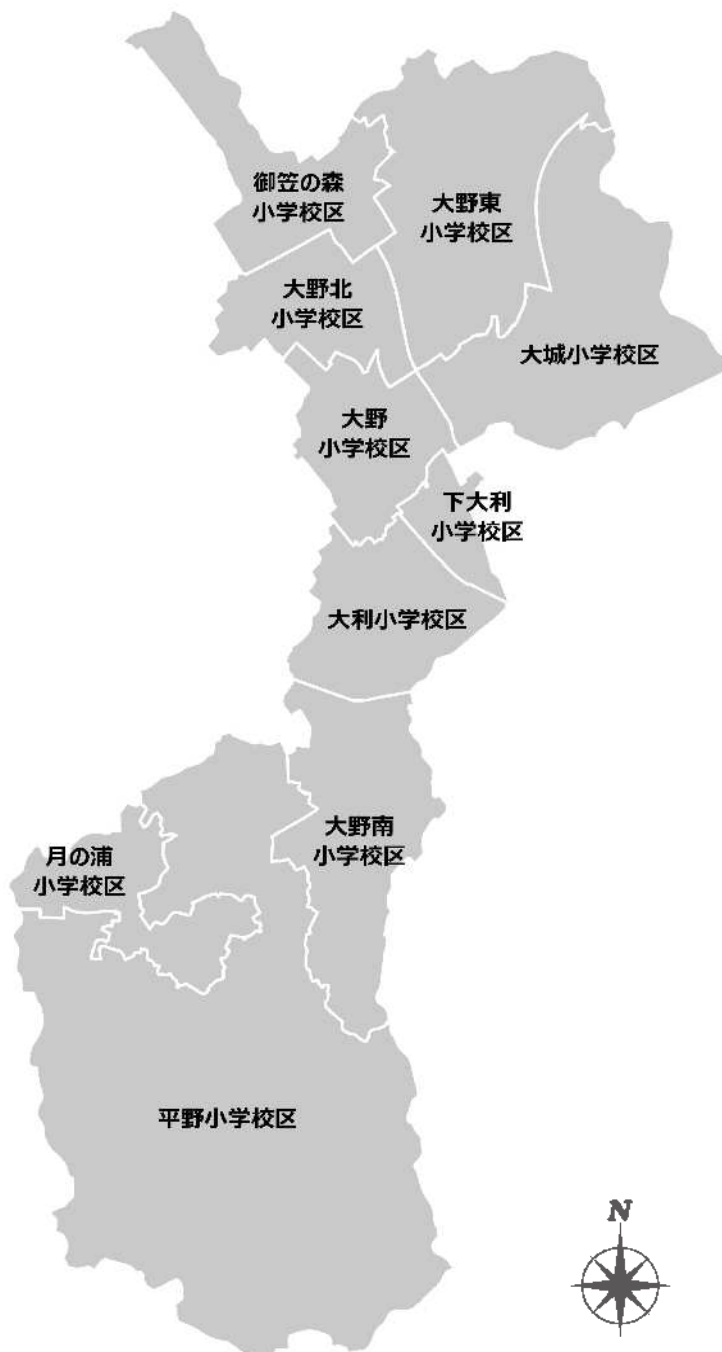 御笠の森
小学校区
大野東
小学校区
大野北
小学校区
大城小学校区
大野
小学校区
下大利
小学校区
大利小学校区
大野南
小学校区
月の浦
小学校区
平野小学校区
N